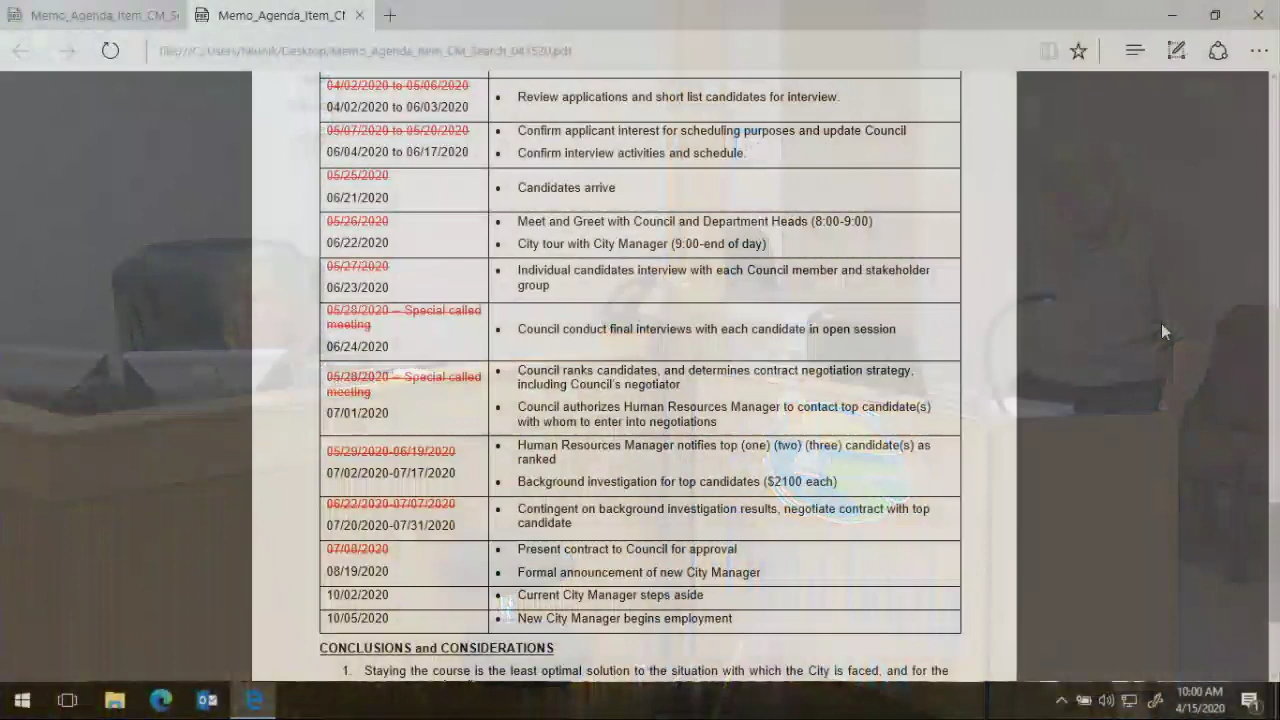 Memo_Agenda_Item_CM_Se
Memo_Agenda_Item_CM
file:///C:/Users/hkunik/Desktop/Memo_Agenda_Item_CM_Search_041520.pdf
04/02/2020 to 05/06/2020
04/02/2020 to 06/03/2020
• Review applications and short list candidates for interview.
05/07/2020 to 05/20/2020
06/04/2020 to 06/17/2020
• Confirm applicant interest for scheduling purposes and update Council
• Confirm interview activities and schedule.
05/25/2020
06/21/2020
• Candidates arrive
05/26/2020
06/22/2020
• Meet and Greet with Council and Department Heads (8:00-9:00)
• City tour with City Manager (9:00-end of day)
05/27/2020
06/23/2020
• Individual candidates interview with each Council member and stakeholder
group
05/28/2020 – Special called
meeting
06/24/2020
• Council conduct final interviews with each candidate in open session
05/28/2020 – Special called
meeting
07/01/2020
• Council ranks candidates, and determines contract negotiation strategy,
including Council's negotiator
• Council authorizes Human Resources Manager to contact top candidate(s)
with whom to enter into negotiations
05/29/2020-06/19/2020
07/02/2020-07/17/2020
• Human Resources Manager notifies top (one) (two) (three) candidate(s) as
ranked
• Background investigation for top candidates ($2100 each)
06/22/2020-07/07/2020
07/20/2020-07/31/2020
• Contingent on background investigation results, negotiate contract with top
candidate
07/08/2020
08/19/2020
• Present contract to Council for approval
• Formal announcement of new City Manager
10/02/2020
• Current City Manager steps aside
10/05/2020
• New City Manager begins employment
CONCLUSIONS and CONSIDERATIONS
1. Staying the course is the least optimal solution to the situation with which the City is faced, and for the
10:00 AM
4/15/2020